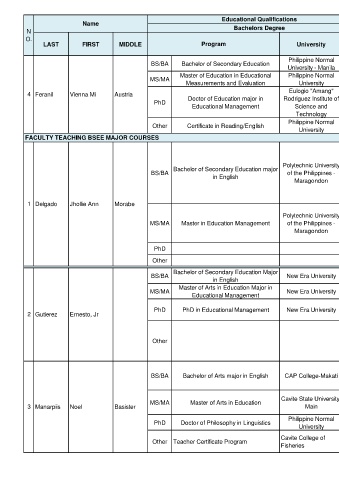 N
O.
Name
Educational Qualifications
Bachelors Degree
LAST
FIRST
MIDDLE
Program
University
4
Feranil
Vienna Mi
Austria
BS/BA
Bachelor of Secondary Education
Philippine Normal
University - Manila
MS/MA
Master of Education in Educational
Measurements and Evaluation
Philippine Normal
University
PhD
Doctor of Education major in
Educational Management
Eulogio "Amang"
Rodriguez Institute of
Science and
Technology
Other
Certificate in Reading/English
Philippine Normal
University
FACULTY TEACHING BSEE MAJOR COURSES
1
Delgado
Jhollie Ann
Morabe
BS/BA
Bachelor of Secondary Education major
in English
Polytechnic University
of the Philippines -
Maragondon
MS/MA
Master in Education Management
Polytechnic University
of the Philippines -
Maragondon
PhD
Other
2
Gutierez
Ernesto, Jr
BS/BA
Bachelor of Secondary Education Major
in English
New Era University
MS/MA
Master of Arts in Education Major in
Educational Management
New Era University
PhD
PhD in Educational Management
New Era University
Other
3
Manarpiis
Noel
Basister
BS/BA
Bachelor of Arts major in English
CAP College-Makati
MS/MA
Master of Arts in Education
Cavite State University
Main
PhD
Doctor of Philosophy in Linguistics
Philippine Normal
University
Other
Teacher Certificate Program
Cavite College of
Fisheries